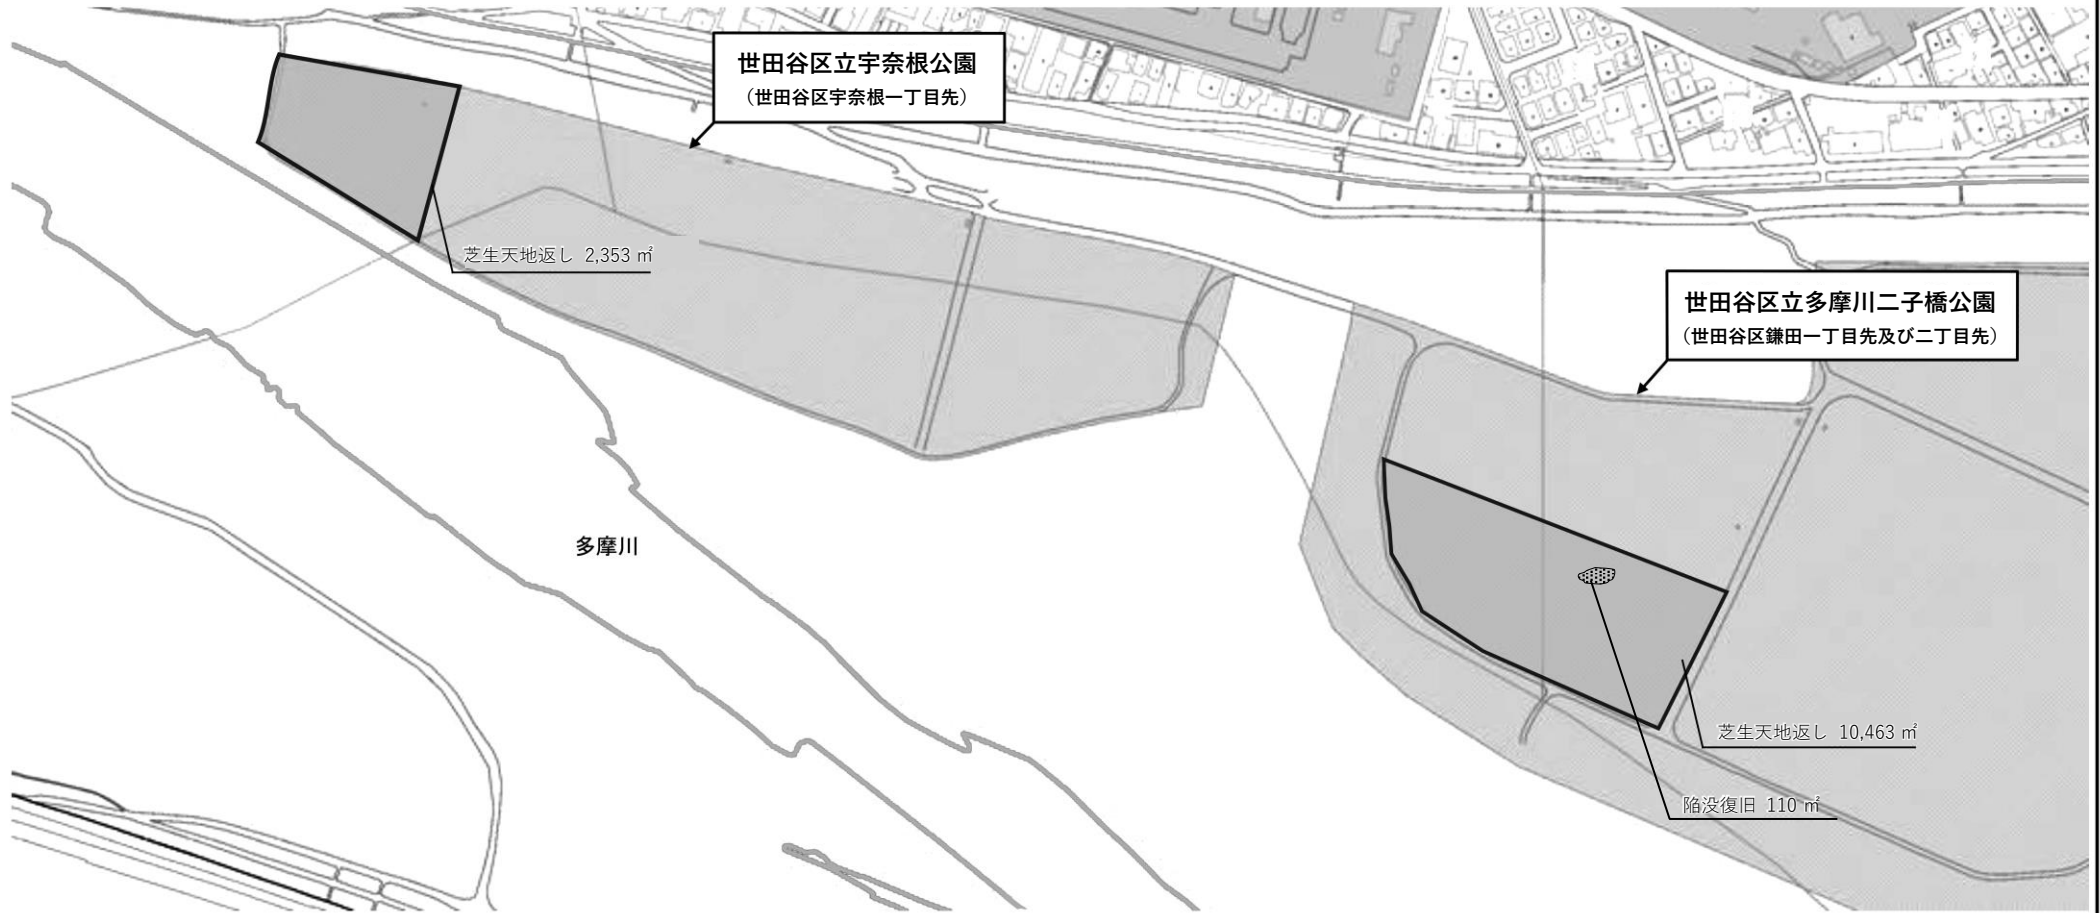 世田谷区立宇奈根公園
（世田谷区宇奈根一丁目先）
芝生天地返し 2,353 ㎡
世田谷区立多摩川二子橋公園
（世田谷区鎌田一丁目先及び二丁目先）
多摩川
芝生天地返し 10,463 ㎡
陥没復旧 110 ㎡